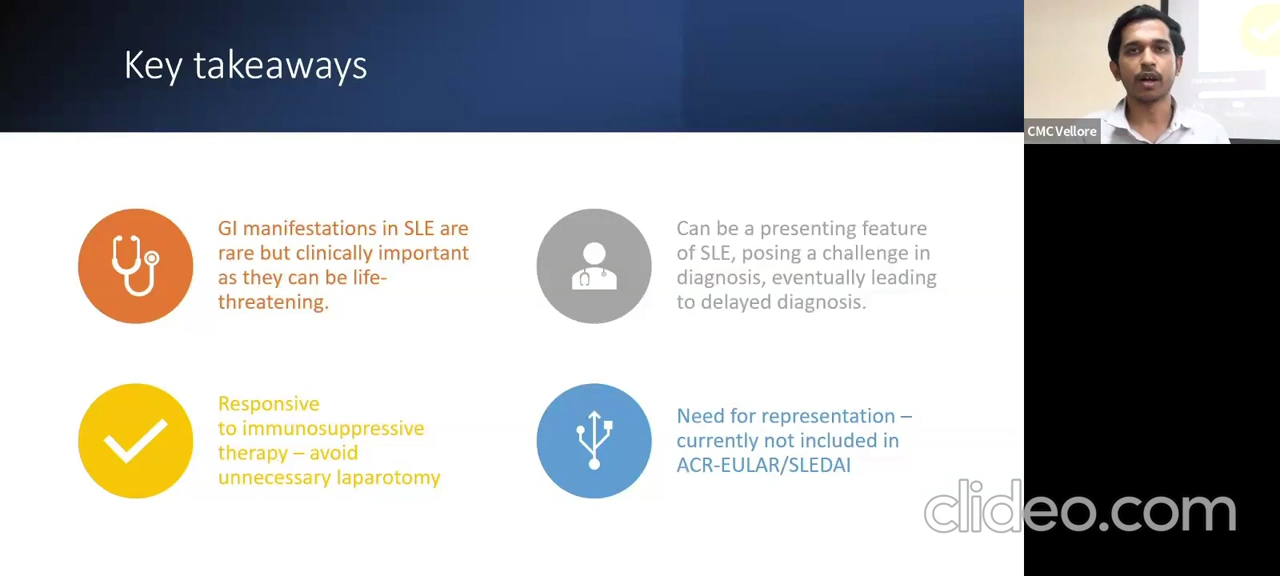 Key takeaways
CMC Vellore
GI manifestations in SLE are
rare but clinically important
as they can be life-
threatening.
Can be a presenting feature
of SLE, posing a challenge in
diagnosis, eventually leading
to delayed diagnosis.
Responsive
to immunosuppressive
therapy – avoid
unnecessary laparotomy
Need for representation –
currently not included in
ACR-EULAR/SLEDAI
clideo.com